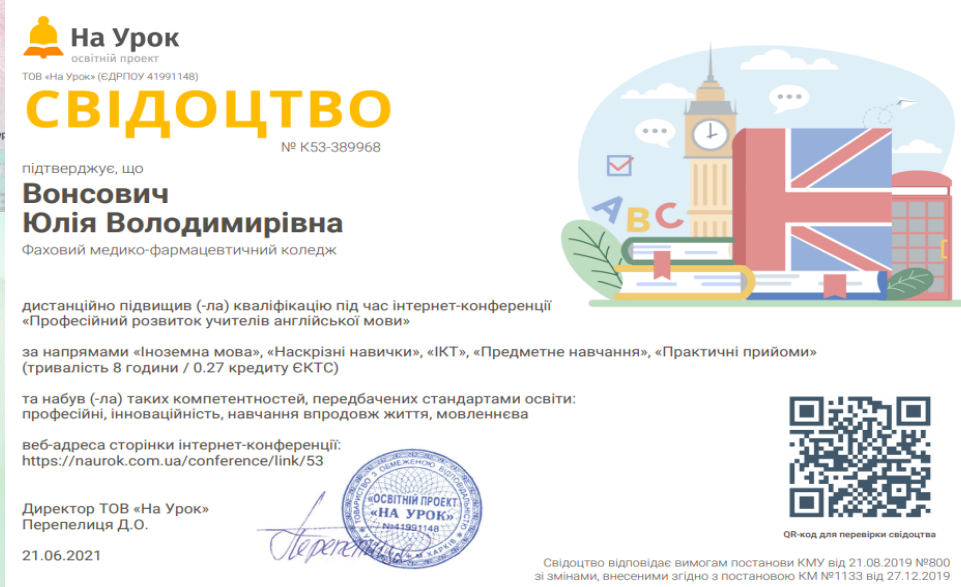 На Урок
освітній проект
ТОВ «На Урок» (ЄДРПОУ 41991148)
СВІДОЦТВО
№ K53-389968
підтверджує, що
Вонсович
Юлія Володимирівна
Фаховий медико-фармацевтичний коледж
дистанційно підвищив (-ла) кваліфікацію під час інтернет-конференції
«Професійний розвиток учителів англійської мови»
за напрямами «Іноземна мова», «Наскрізні навички», «ІКТ», «Предметне навчання», «Практичні прийоми»
(тривалість 8 години / 0.27 кредиту ЄКТС)
та набув (-ла) таких компетентностей, передбачених стандартами освіти:
професійні, інноваційність, навчання впродовж життя, мовленнєва
веб-адреса сторінки інтернет-конференції:
https://naurok.com.ua/conference/link/53
Директор ТОВ «На Урок»
Перепелиця Д.О.
21.06.2021
ТОВАРИСТВО З ОБМЕЖЕНОЮ ВІДПОВІДАЛЬНІСТЮ
«ОСВІТНІЙ ПРОЕКТ
«НА УРОК»
№41991148
М. ХАРКІВ
A B C
QR-код для перевірки свідоцтва
Свідоцтво відповідає вимогам постанови КМУ від 21.08.2019 №800
зі змінами, внесеними згідно з постановою КМ №1133 від 27.12.2019